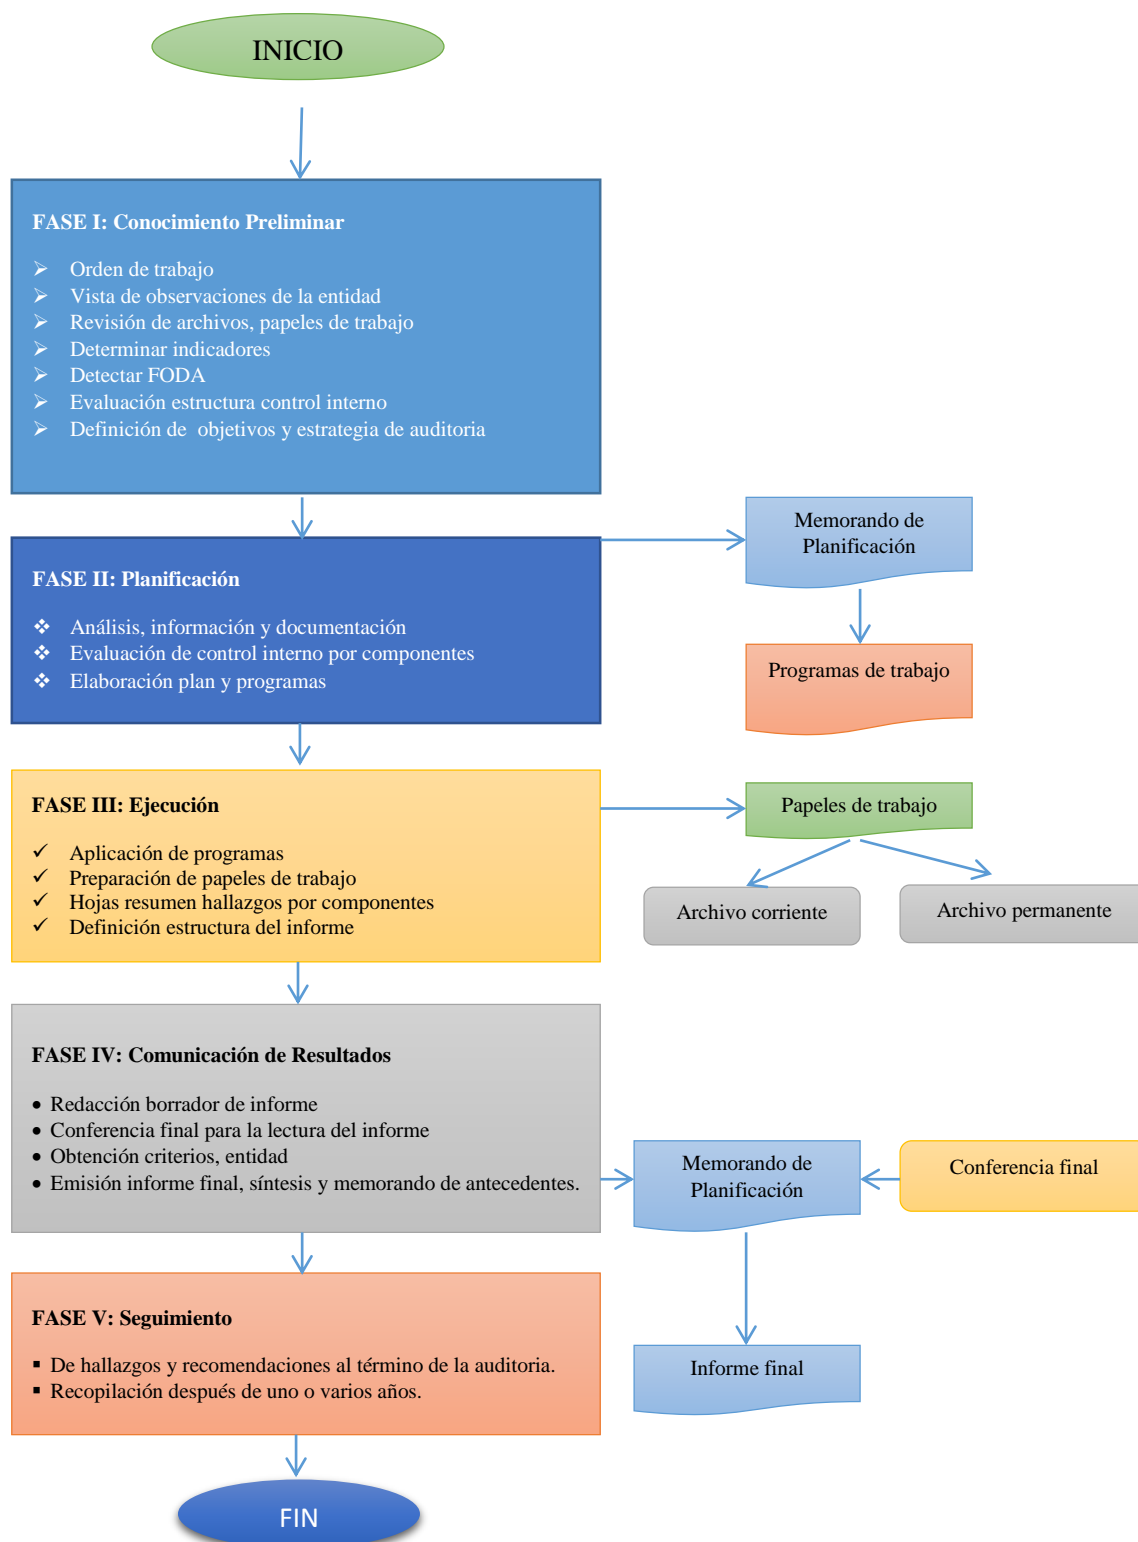 INICIO
FASE I: Conocimiento Preliminar
➢ Orden de trabajo
➢ Vista de observaciones de la entidad
➢ Revisión de archivos, papeles de trabajo
➢ Determinar indicadores
➢ Detectar FODA
➢ Evaluación estructura control interno
➢ Definición de objetivos y estrategia de auditoria
Memorando de
Planificación
FASE II: Planificación
❖ Análisis, información y documentación
❖ Evaluación de control interno por componentes
❖ Elaboración plan y programas
Programas de trabajo
FASE III: Ejecución
✓ Aplicación de programas
✓ Preparación de papeles de trabajo
✓ Hojas resumen hallazgos por componentes
✓ Definición estructura del informe
Papeles de trabajo
Archivo corriente
Archivo permanente
FASE IV: Comunicación de Resultados
• Redacción borrador de informe
• Conferencia final para la lectura del informe
• Obtención criterios, entidad
• Emisión informe final, síntesis y memorando de antecedentes.
Memorando de
Planificación
Conferencia final
FASE V: Seguimiento
▪ De hallazgos y recomendaciones al término de la auditoria.
▪ Recopilación después de uno o varios años.
Informe final
FIN